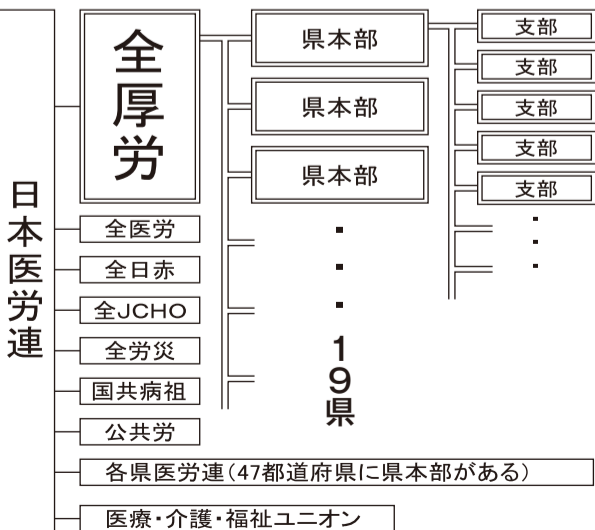 日本医労連
全厚労
県本部
県本部
県本部
・
・
・
19県
支部
支部
支部
支部
支部
・
・
・
全医労
全日赤
全JCHO
全労災
国共病祖
公共労
各県医労連(47都道府県に県本部がある)
医療・介護・福祉ユニオン